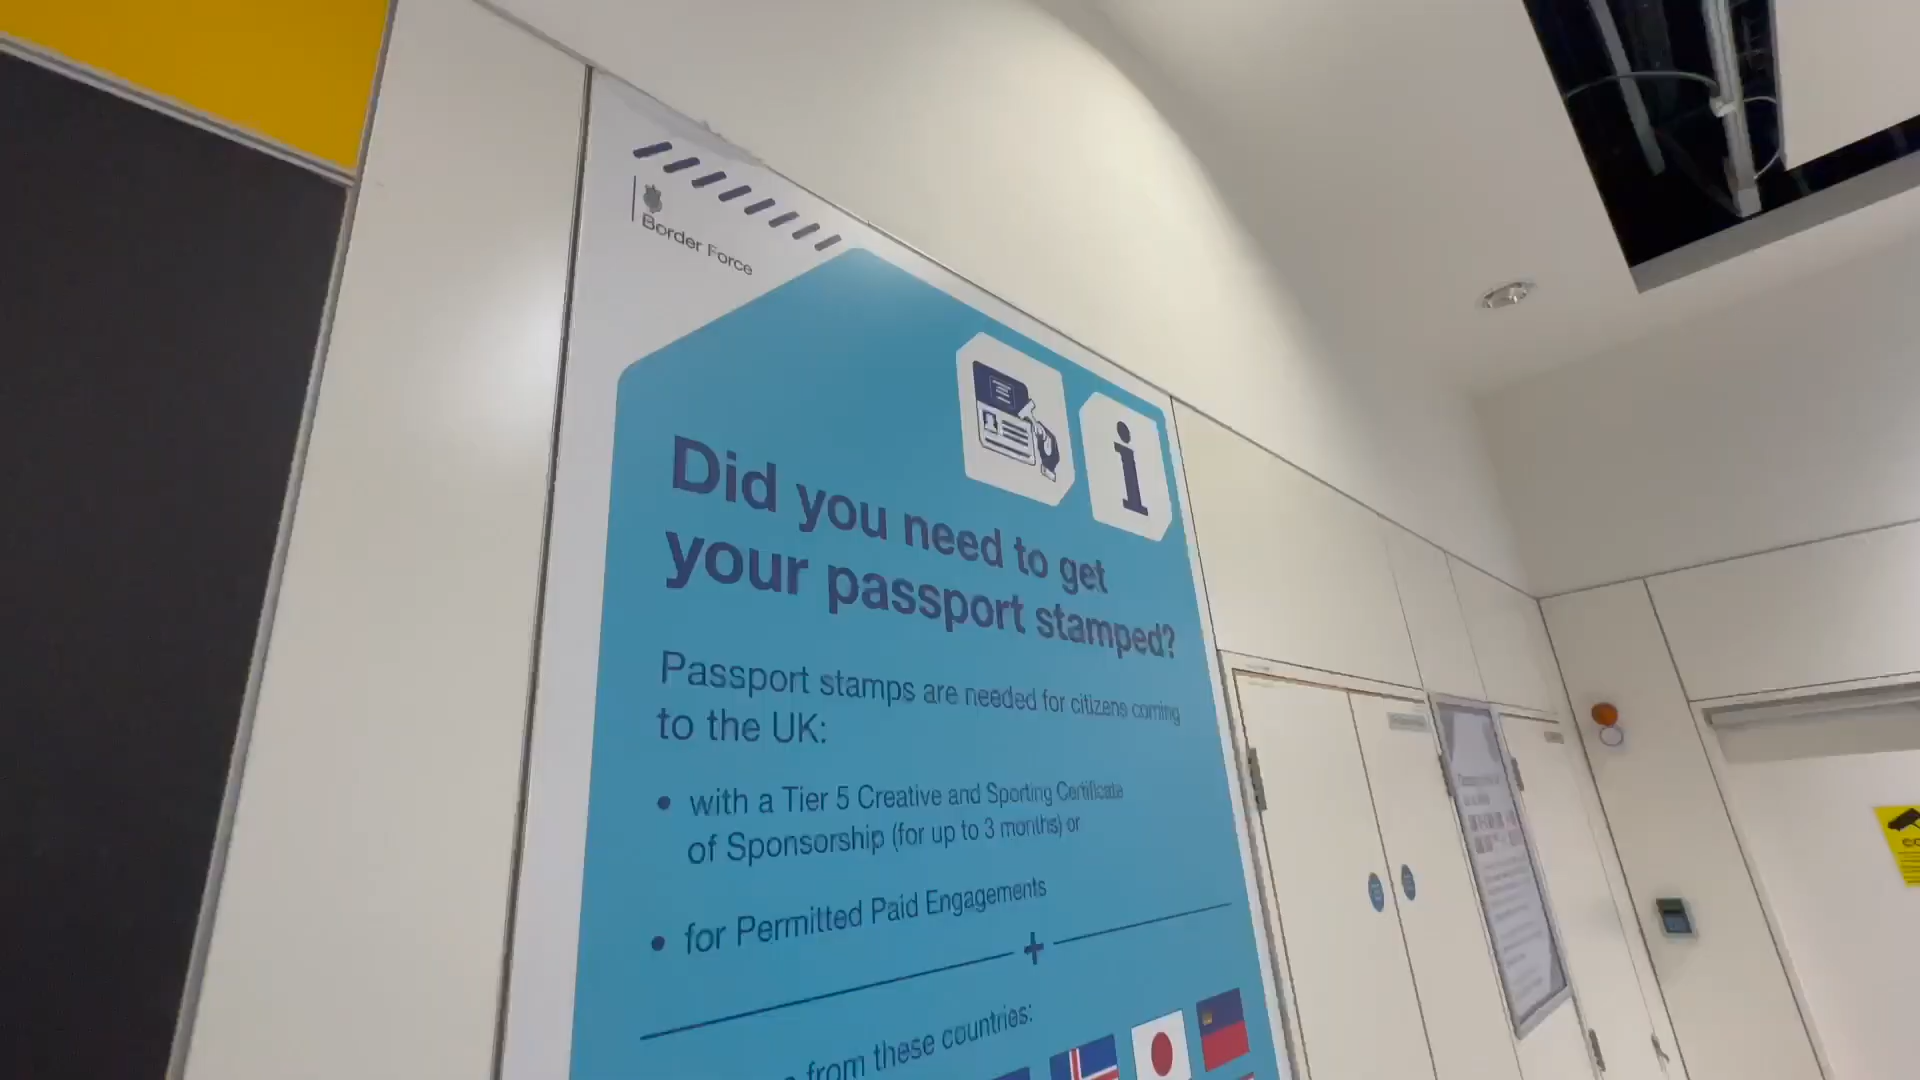 Border Force
Did you need to get
your passport stamped?
Passport stamps are needed for citizens coming
to the UK:
• with a Tier 5 Creative and Sporting Certificate
of Sponsorship (for up to 3 months) or
• for Permitted Paid Engagements
+
from these countries: